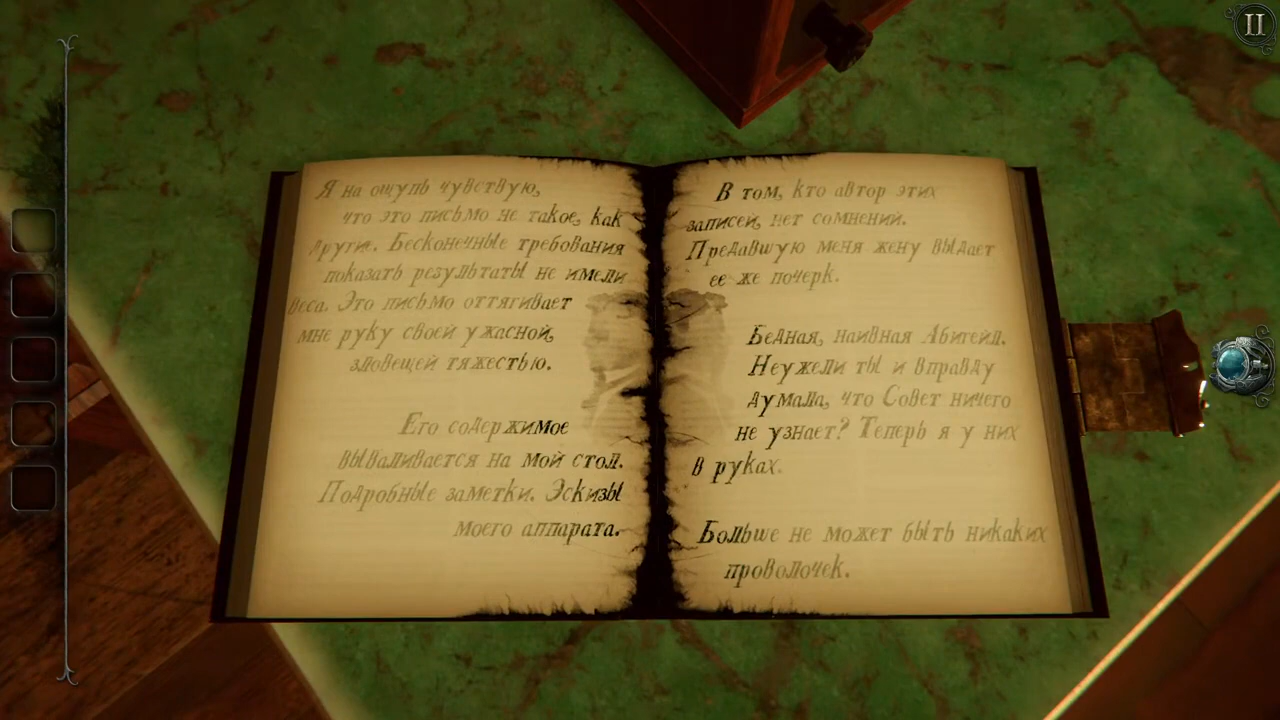 Я на ощупь чувствую,
что это письмо не такое, как
другие. Бесконечные требования
показать результаты не имели
веса. Это письмо оттягивает
мне руку своей ужасной,
зловещей тяжестью.
Его содержимое
вываливается на мой стол.
Подробные заметки. Эскизы
моего аппарата.
В том, кто автор этих
записей, нет сомнений.
Предавшую меня жену выдает
ее же почерк.
Бедная, наивная Абигейл.
Неужели ты и вправду
думала, что Совет ничего
не узнает? Теперь я у них
в руках.
Больше не может быть никаких
проволочек.
II